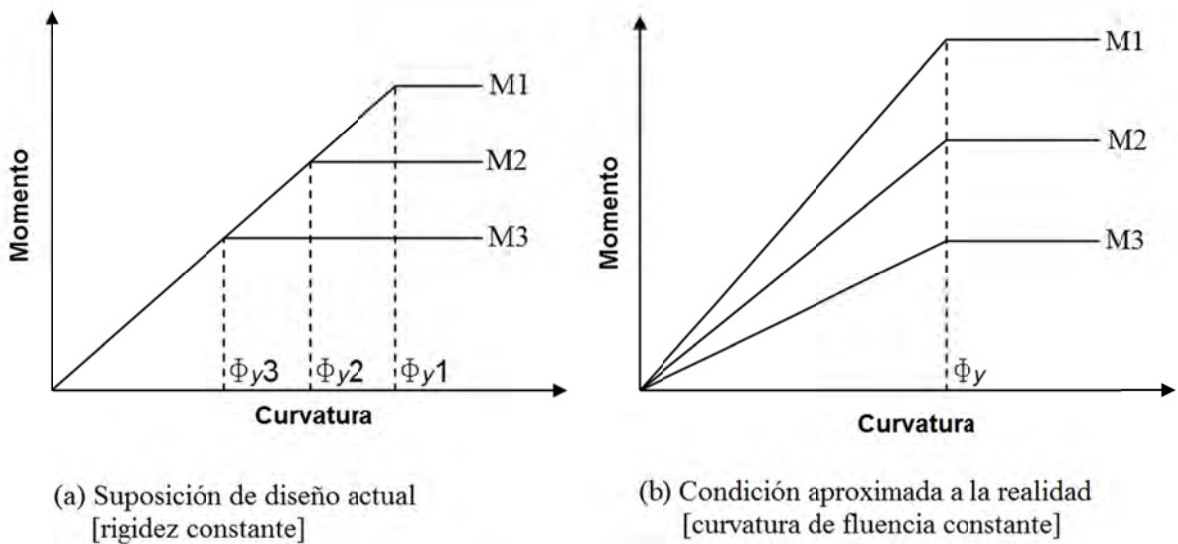 Momento
M1
M2
M3
Φy3
Φy2
Φy1
Curvatura
(a) Suposición de diseño actual
[rigidez constante]
Momento
M1
M2
M3
Φy
Curvatura
(b) Condición aproximada a la realidad
[curvatura de fluencia constante]